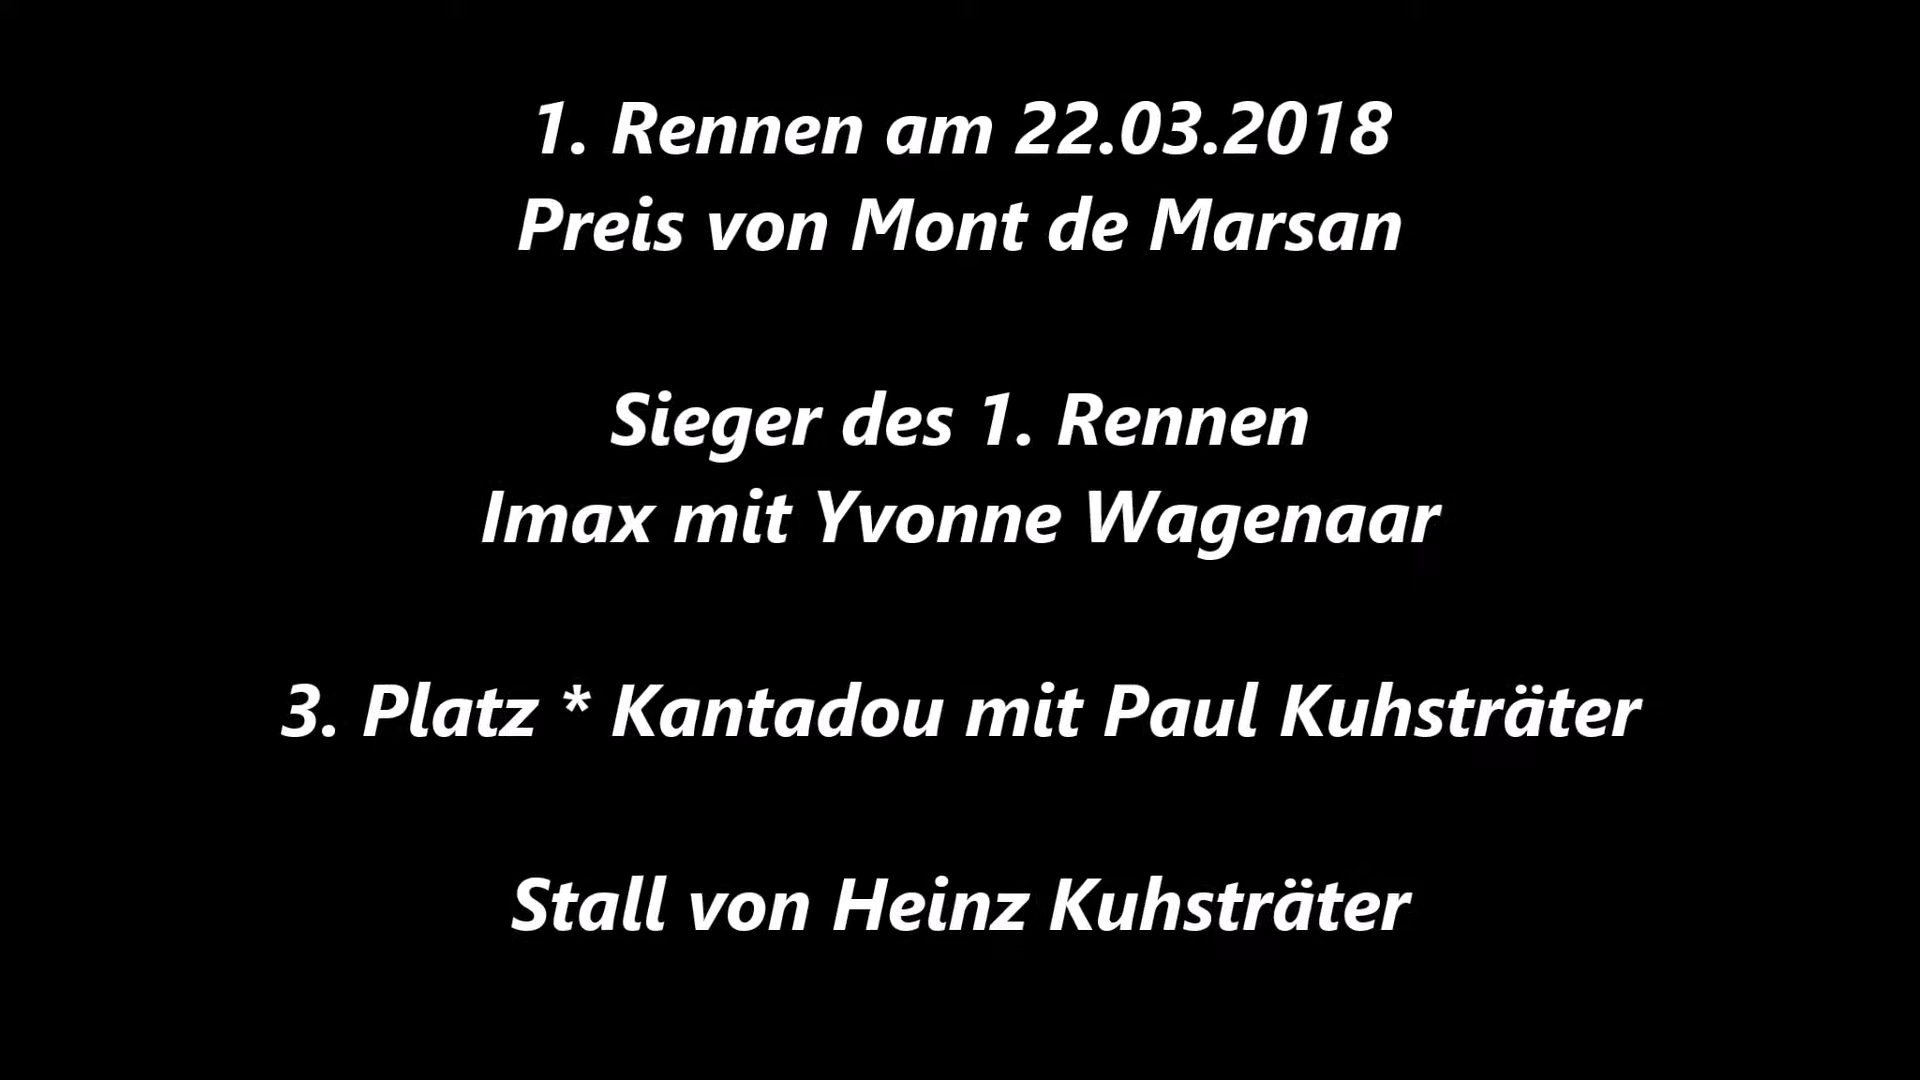 1. Rennen am 22.03.2018
Preis von Mont de Marsan
Sieger des 1. Rennen
Imax mit Yvonne Wagenaar
3. Platz * Kantadou mit Paul Kuhsträter
Stall von Heinz Kuhsträter